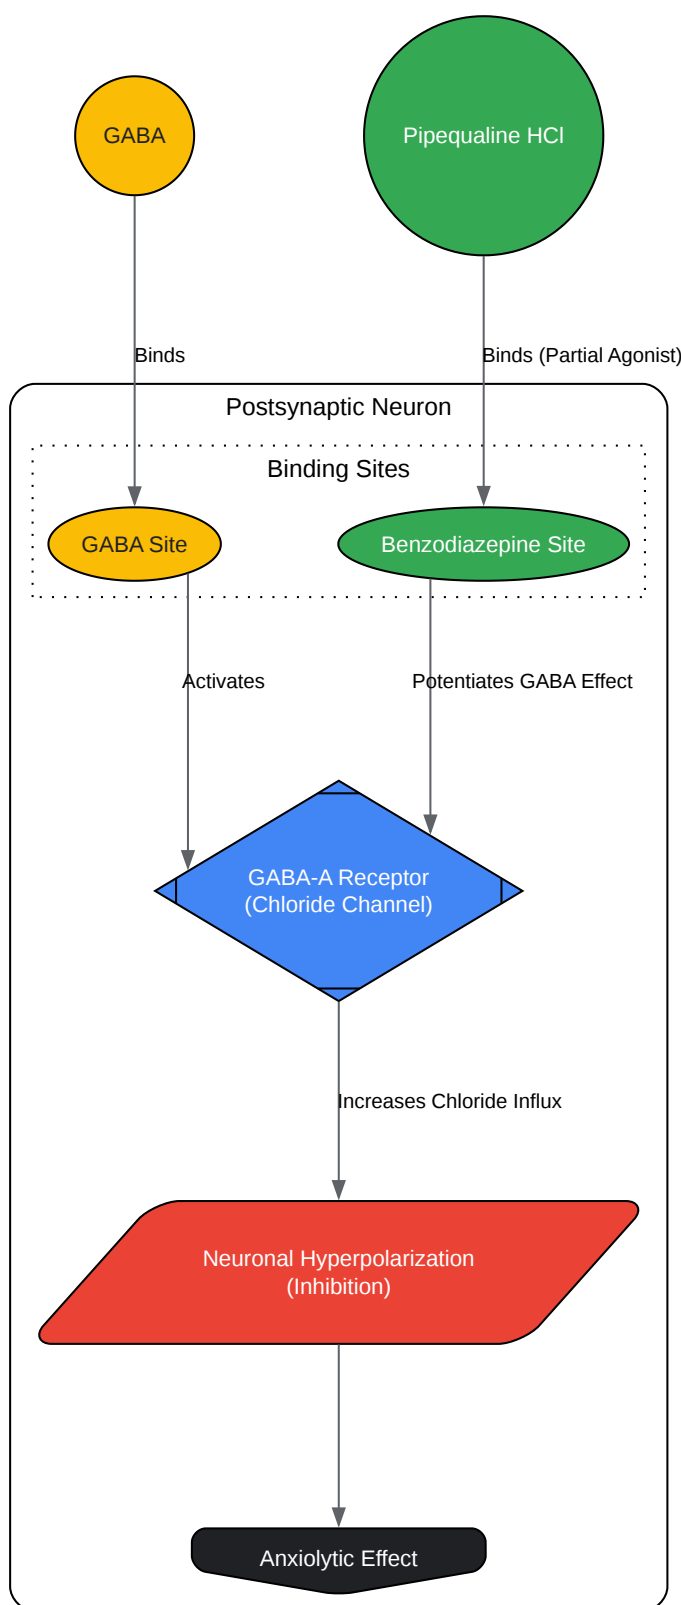 GABA
Pipequaline HCl
Binds
Binds (Partial Agonist)
Postsynaptic Neuron
Binding Sites
GABA Site
Benzodiazepine Site
Activates
Potentiates GABA Effect
GABA-A Receptor
(Chloride Channel)
Increases Chloride Influx
Neuronal Hyperpolarization
(Inhibition)
Anxiolytic Effect